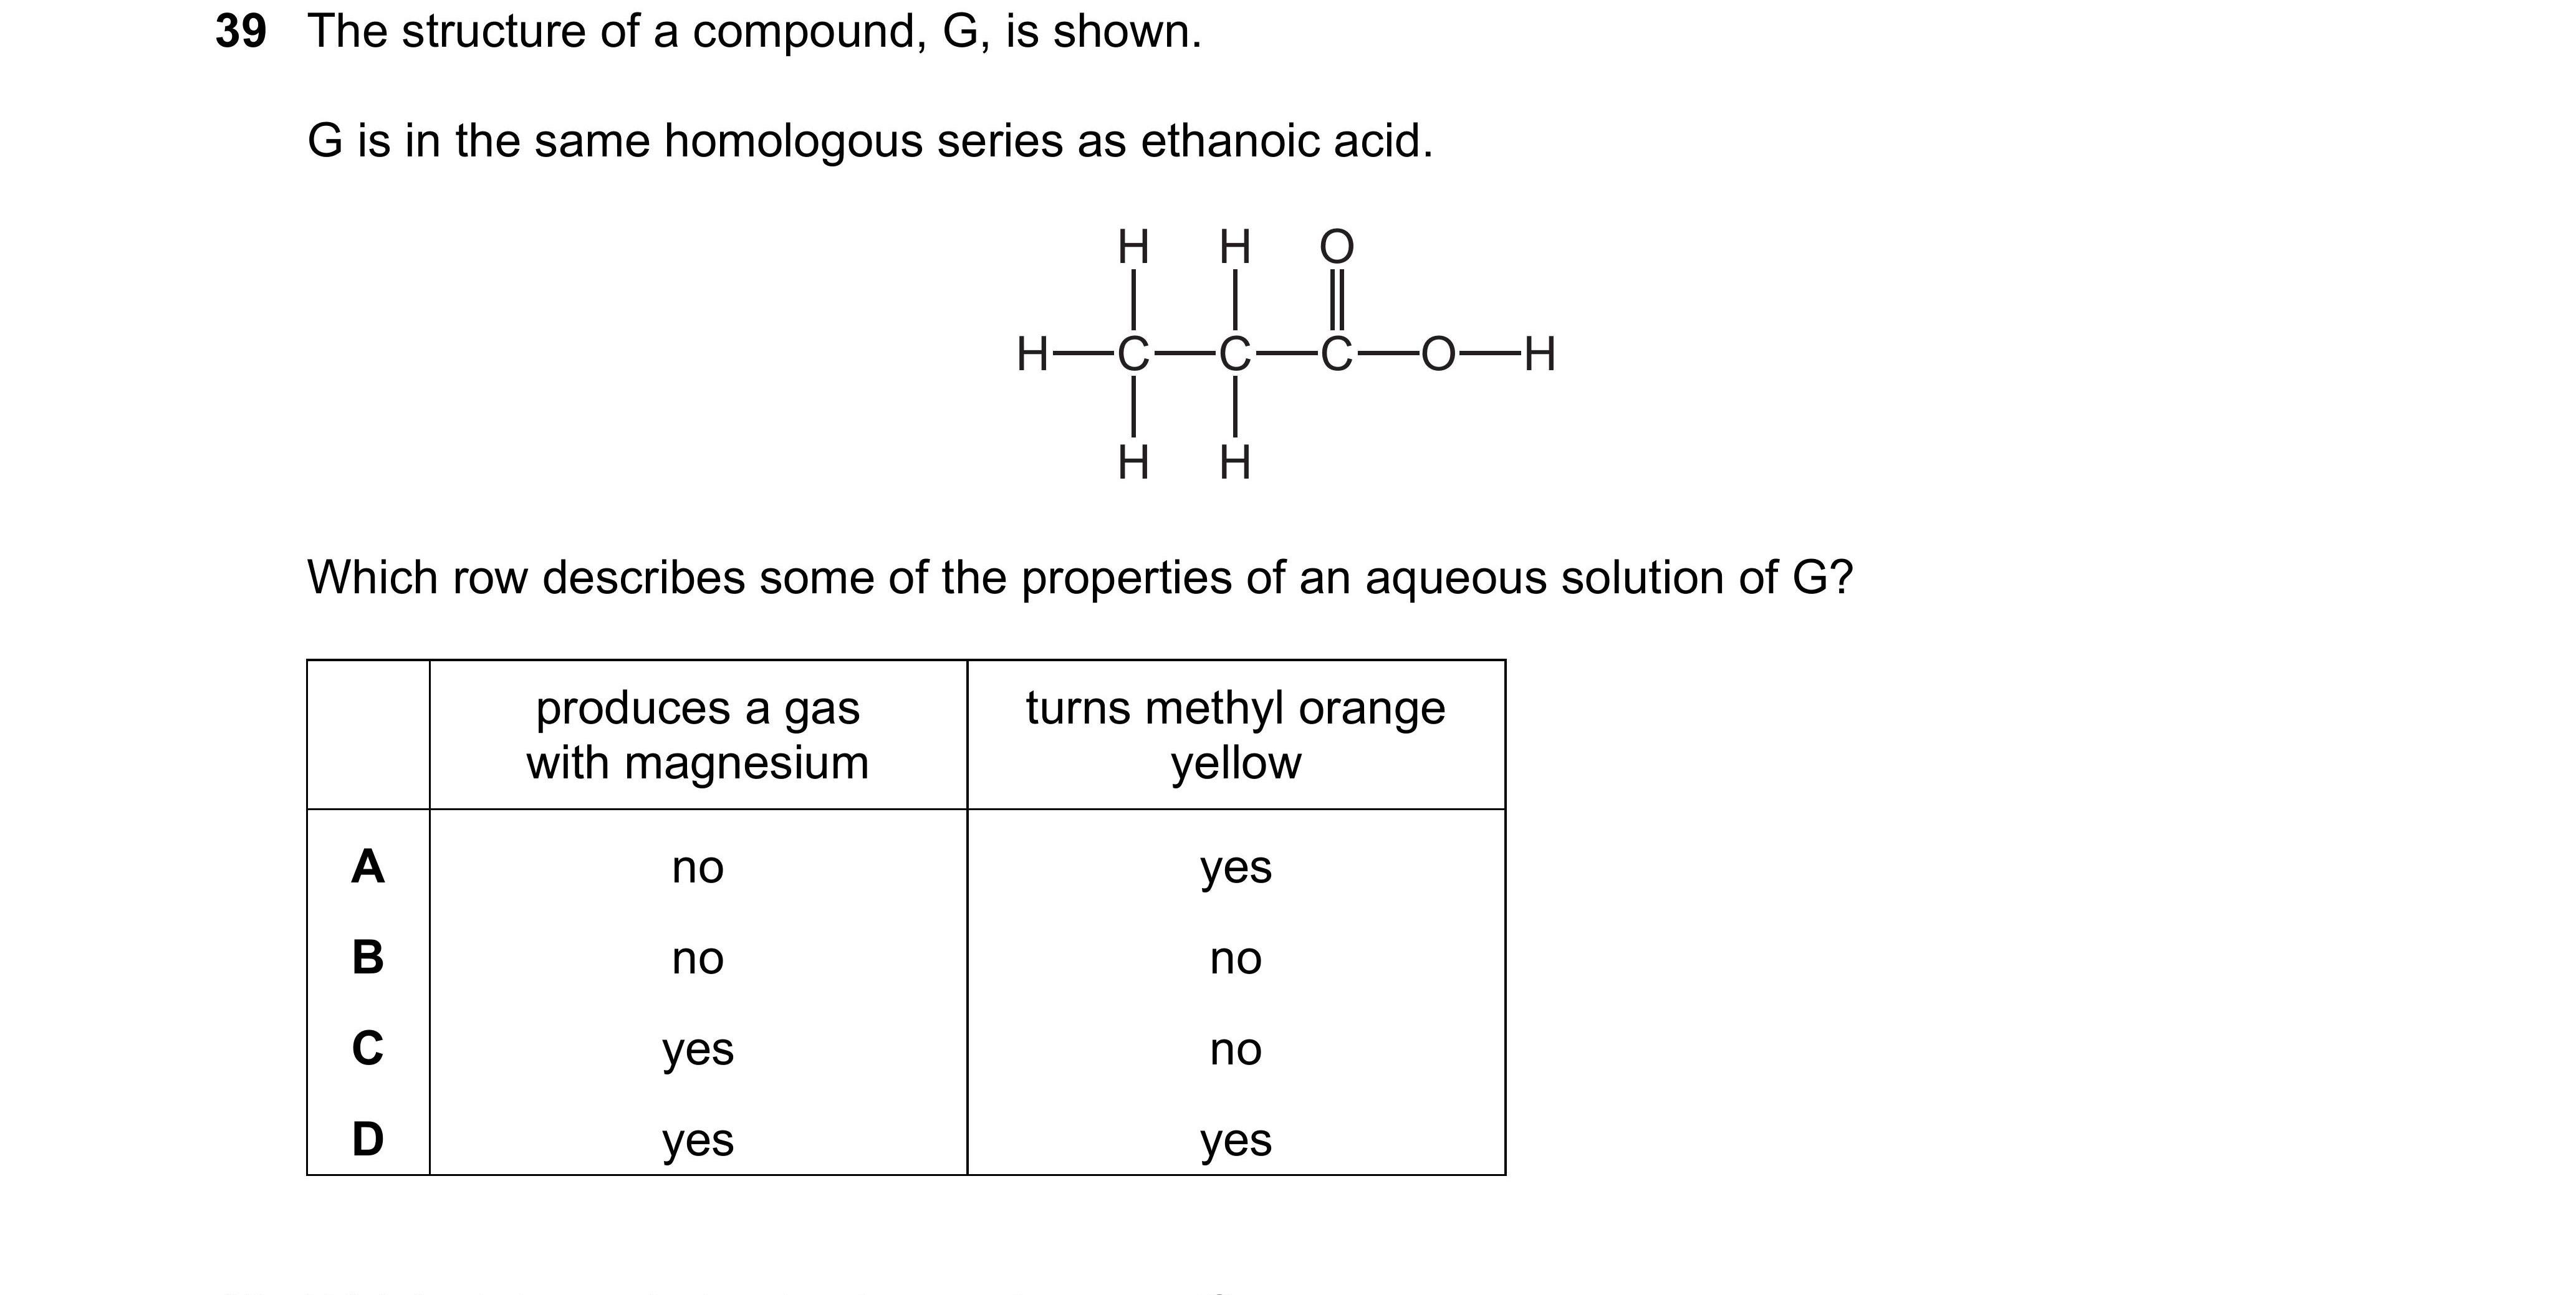 39 The structure of a compound, G, is shown.
G is in the same homologous series as ethanoic acid.
H H O
H C C C O H
H H
Which row describes some of the properties of an aqueous solution of G?
produces a gas with magnesium turns methyl orange yellow
A no yes
B no no
C yes no
D yes yes